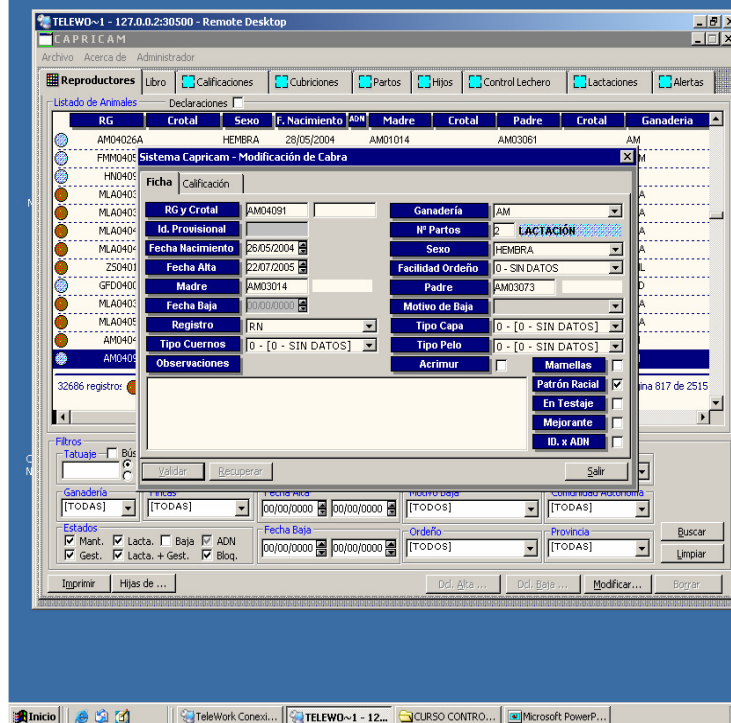 TELEWO~1 - 127.0.0.2:30500 - Remote Desktop
CAPRICAM
Archivo Acerca de Administrador
Reproductores Libro Calificaciones Cubriciones Partos Hijos Control Lechero Lactaciones Alertas
Listado de Animales Declaraciones
RG Crotal Sexo F. Nacimiento ADN Madre Crotal Padre Crotal Ganaderia
AM04026A HEMBRA 28/05/2004 AM01014 AM03061 AM
Sistema Capricam - Modificación de Cabra
Ficha Calificación
RG y Crotal AM04091 Ganadería AM
Id. Provisional Nº Partos 2 LACTACIÓN
Fecha Nacimiento 26/05/2004 Sexo HEMBRA
Fecha Alta 22/07/2005 Facilidad Ordeño 0 - SIN DATOS
Madre AM03014 Padre AM03073
Fecha Baja 00/00/0000 Motivo de Baja
Registro RN Tipo Capa 0 - [0 - SIN DATOS]
Tipo Cuernos 0 - [0 - SIN DATOS] Tipo Pelo 0 - [0 - SIN DATOS]
Observaciones Acrimur Mamellas
Patrón Racial
En Testaje
Mejorante
ID. x ADN
Validar Recuperar Salir
32686 registros 817 de 2515
Filtros
Tatuaje
Ganadería Fincas Fecha Alta Motivo Baja Comunidad Autonoma
[TODAS] [TODAS] 00/00/0000 00/00/0000 [TODOS] [TODAS]
Estados Fecha Baja Ordeño Provincia
Mant. Lacta. Baja ADN 00/00/0000 00/00/0000 [TODOS] [TODAS] Buscar
Gest. Lacta. + Gest. Bloq. Limpiar
Imprimir Hijas de ... Dcl. Alta ... Dcl. Baja ... Modificar... Borrar
Inicio TeleWork Conexi... TELEWO~1 - 12... CURSO CONTRO... Microsoft PowerP...